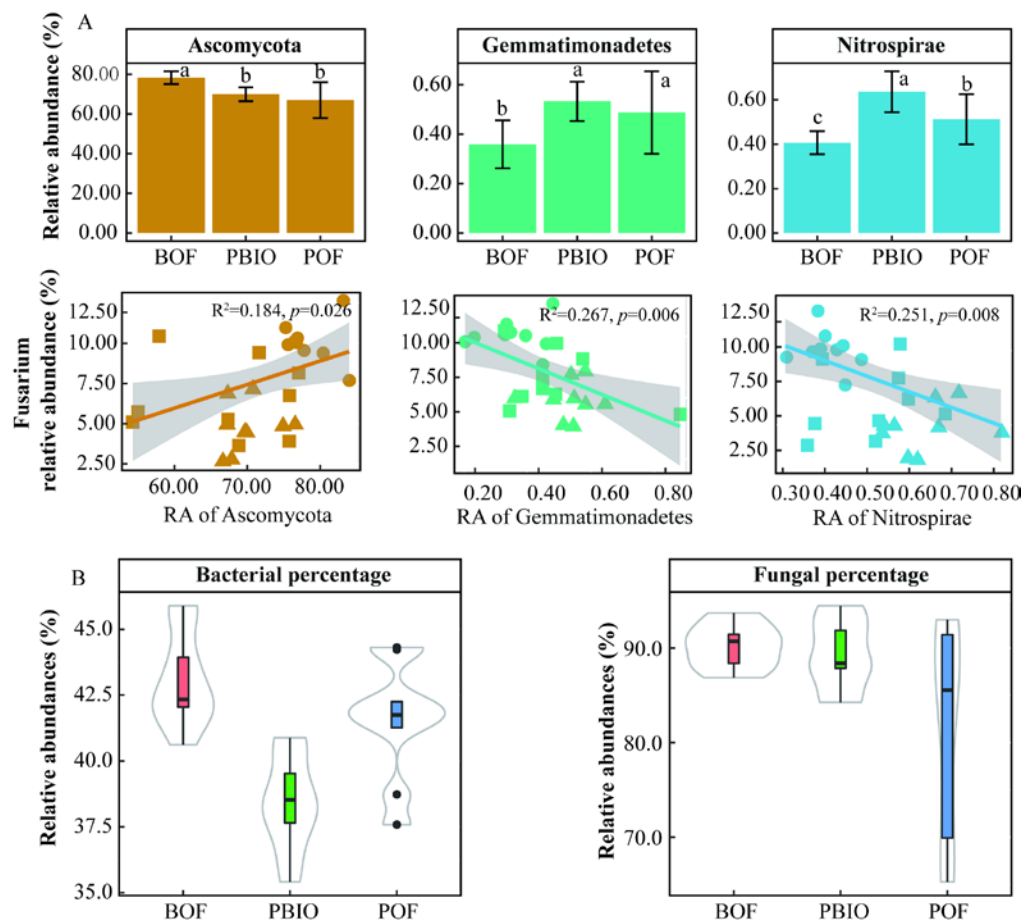 A
Ascomycota
Gemmatimonadetes
Nitrospirae
Relative abundance (%)
80.00
60.00
40.00
20.00
0.00
a
b
b
BOF
PBIO
POF
0.60
0.40
0.20
0.00
b
a
a
BOF
PBIO
POF
0.60
0.40
0.20
0.00
c
a
b
BOF
PBIO
POF
Fusarium
relative abundance (%)
12.50
10.00
7.50
5.00
2.50
R²=0.184, p=0.026
60.00
70.00
80.00
RA of Ascomycota
12.50
10.00
7.50
5.00
2.50
R²=0.267, p=0.006
0.20
0.40
0.60
0.80
RA of Gemmatimonadetes
12.50
10.00
7.50
5.00
2.50
R²=0.251, p=0.008
0.30
0.40
0.50
0.60
0.70
0.80
RA of Nitrospirae
B
Bacterial percentage
Relative abundances (%)
45.0
42.5
40.0
37.5
35.0
BOF
PBIO
POF
Fungal percentage
Relative abundances (%)
90.0
80.0
70.0
BOF
PBIO
POF